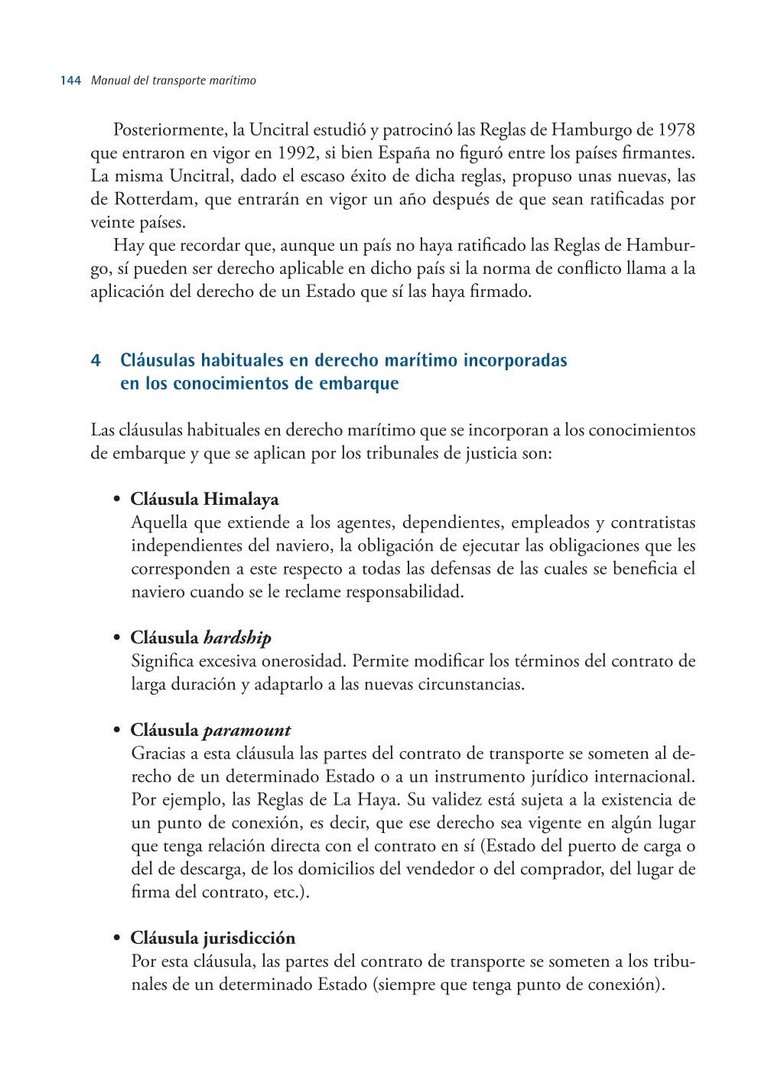 144 Manual del transporte marítimo
Posteriormente, la Uncitral estudió y patrocinó las Reglas de Hamburgo de 1978
que entraron en vigor en 1992, si bien España no figuró entre los países firmantes.
La misma Uncitral, dado el escaso éxito de dicha reglas, propuso unas nuevas, las
de Rotterdam, que entrarán en vigor un año después de que sean ratificadas por
veinte países.
Hay que recordar que, aunque un país no haya ratificado las Reglas de Hambur-
go, sí pueden ser derecho aplicable en dicho país si la norma de conflicto llama a la
aplicación del derecho de un Estado que sí las haya firmado.
4 Cláusulas habituales en derecho marítimo incorporadas
en los conocimientos de embarque
Las cláusulas habituales en derecho marítimo que se incorporan a los conocimientos
de embarque y que se aplican por los tribunales de justicia son:
• Cláusula Himalaya
Aquella que extiende a los agentes, dependientes, empleados y contratistas
independientes del naviero, la obligación de ejecutar las obligaciones que les
corresponden a este respecto a todas las defensas de las cuales se beneficia el
naviero cuando se le reclame responsabilidad.
• Cláusula hardship
Significa excesiva onerosidad. Permite modificar los términos del contrato de
larga duración y adaptarlo a las nuevas circunstancias.
• Cláusula paramount
Gracias a esta cláusula las partes del contrato de transporte se someten al de-
recho de un determinado Estado o a un instrumento jurídico internacional.
Por ejemplo, las Reglas de La Haya. Su validez está sujeta a la existencia de
un punto de conexión, es decir, que ese derecho sea vigente en algún lugar
que tenga relación directa con el contrato en sí (Estado del puerto de carga o
del de descarga, de los domicilios del vendedor o del comprador, del lugar de
firma del contrato, etc.).
• Cláusula jurisdicción
Por esta cláusula, las partes del contrato de transporte se someten a los tribu-
nales de un determinado Estado (siempre que tenga punto de conexión).